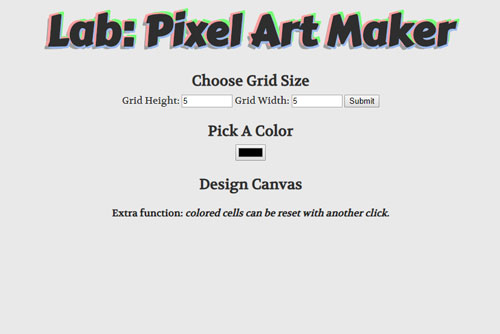 Lab: Pixel Art Maker
Choose Grid Size
Grid Height: 5 Grid Width: 5 Submit
Pick A Color
Design Canvas
Extra function: colored cells can be reset with another click.